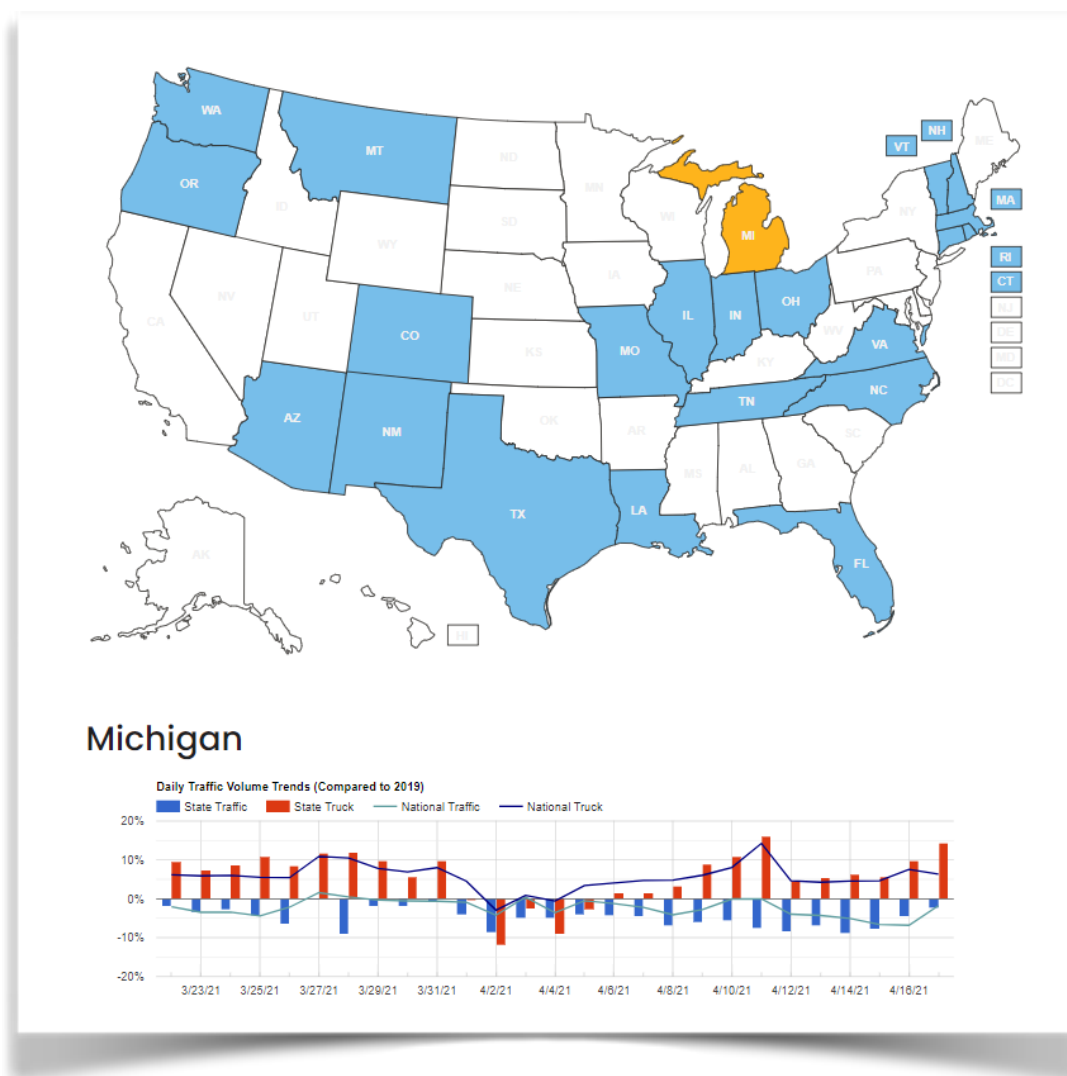 WA
MT
ND
MN
VT
NH
ME
OR
ID
SD
WI
MI
NY
MA
WY
RI
CT
NV
UT
NE
IA
PA
NJ
CA
CO
KS
MO
IL
IN
OH
WV
VA
DE
KY
MD
DC
AZ
NM
OK
AR
TN
NC
SC
TX
LA
MS
AL
GA
FL
AK
HI
Michigan
Daily Traffic Volume Trends (Compared to 2019)
State Traffic State Truck National Traffic National Truck
20%
10%
0%
-10%
-20%
3/23/21 3/25/21 3/27/21 3/29/21 3/31/21 4/2/21 4/4/21 4/6/21 4/8/21 4/10/21 4/12/21 4/14/21 4/16/21